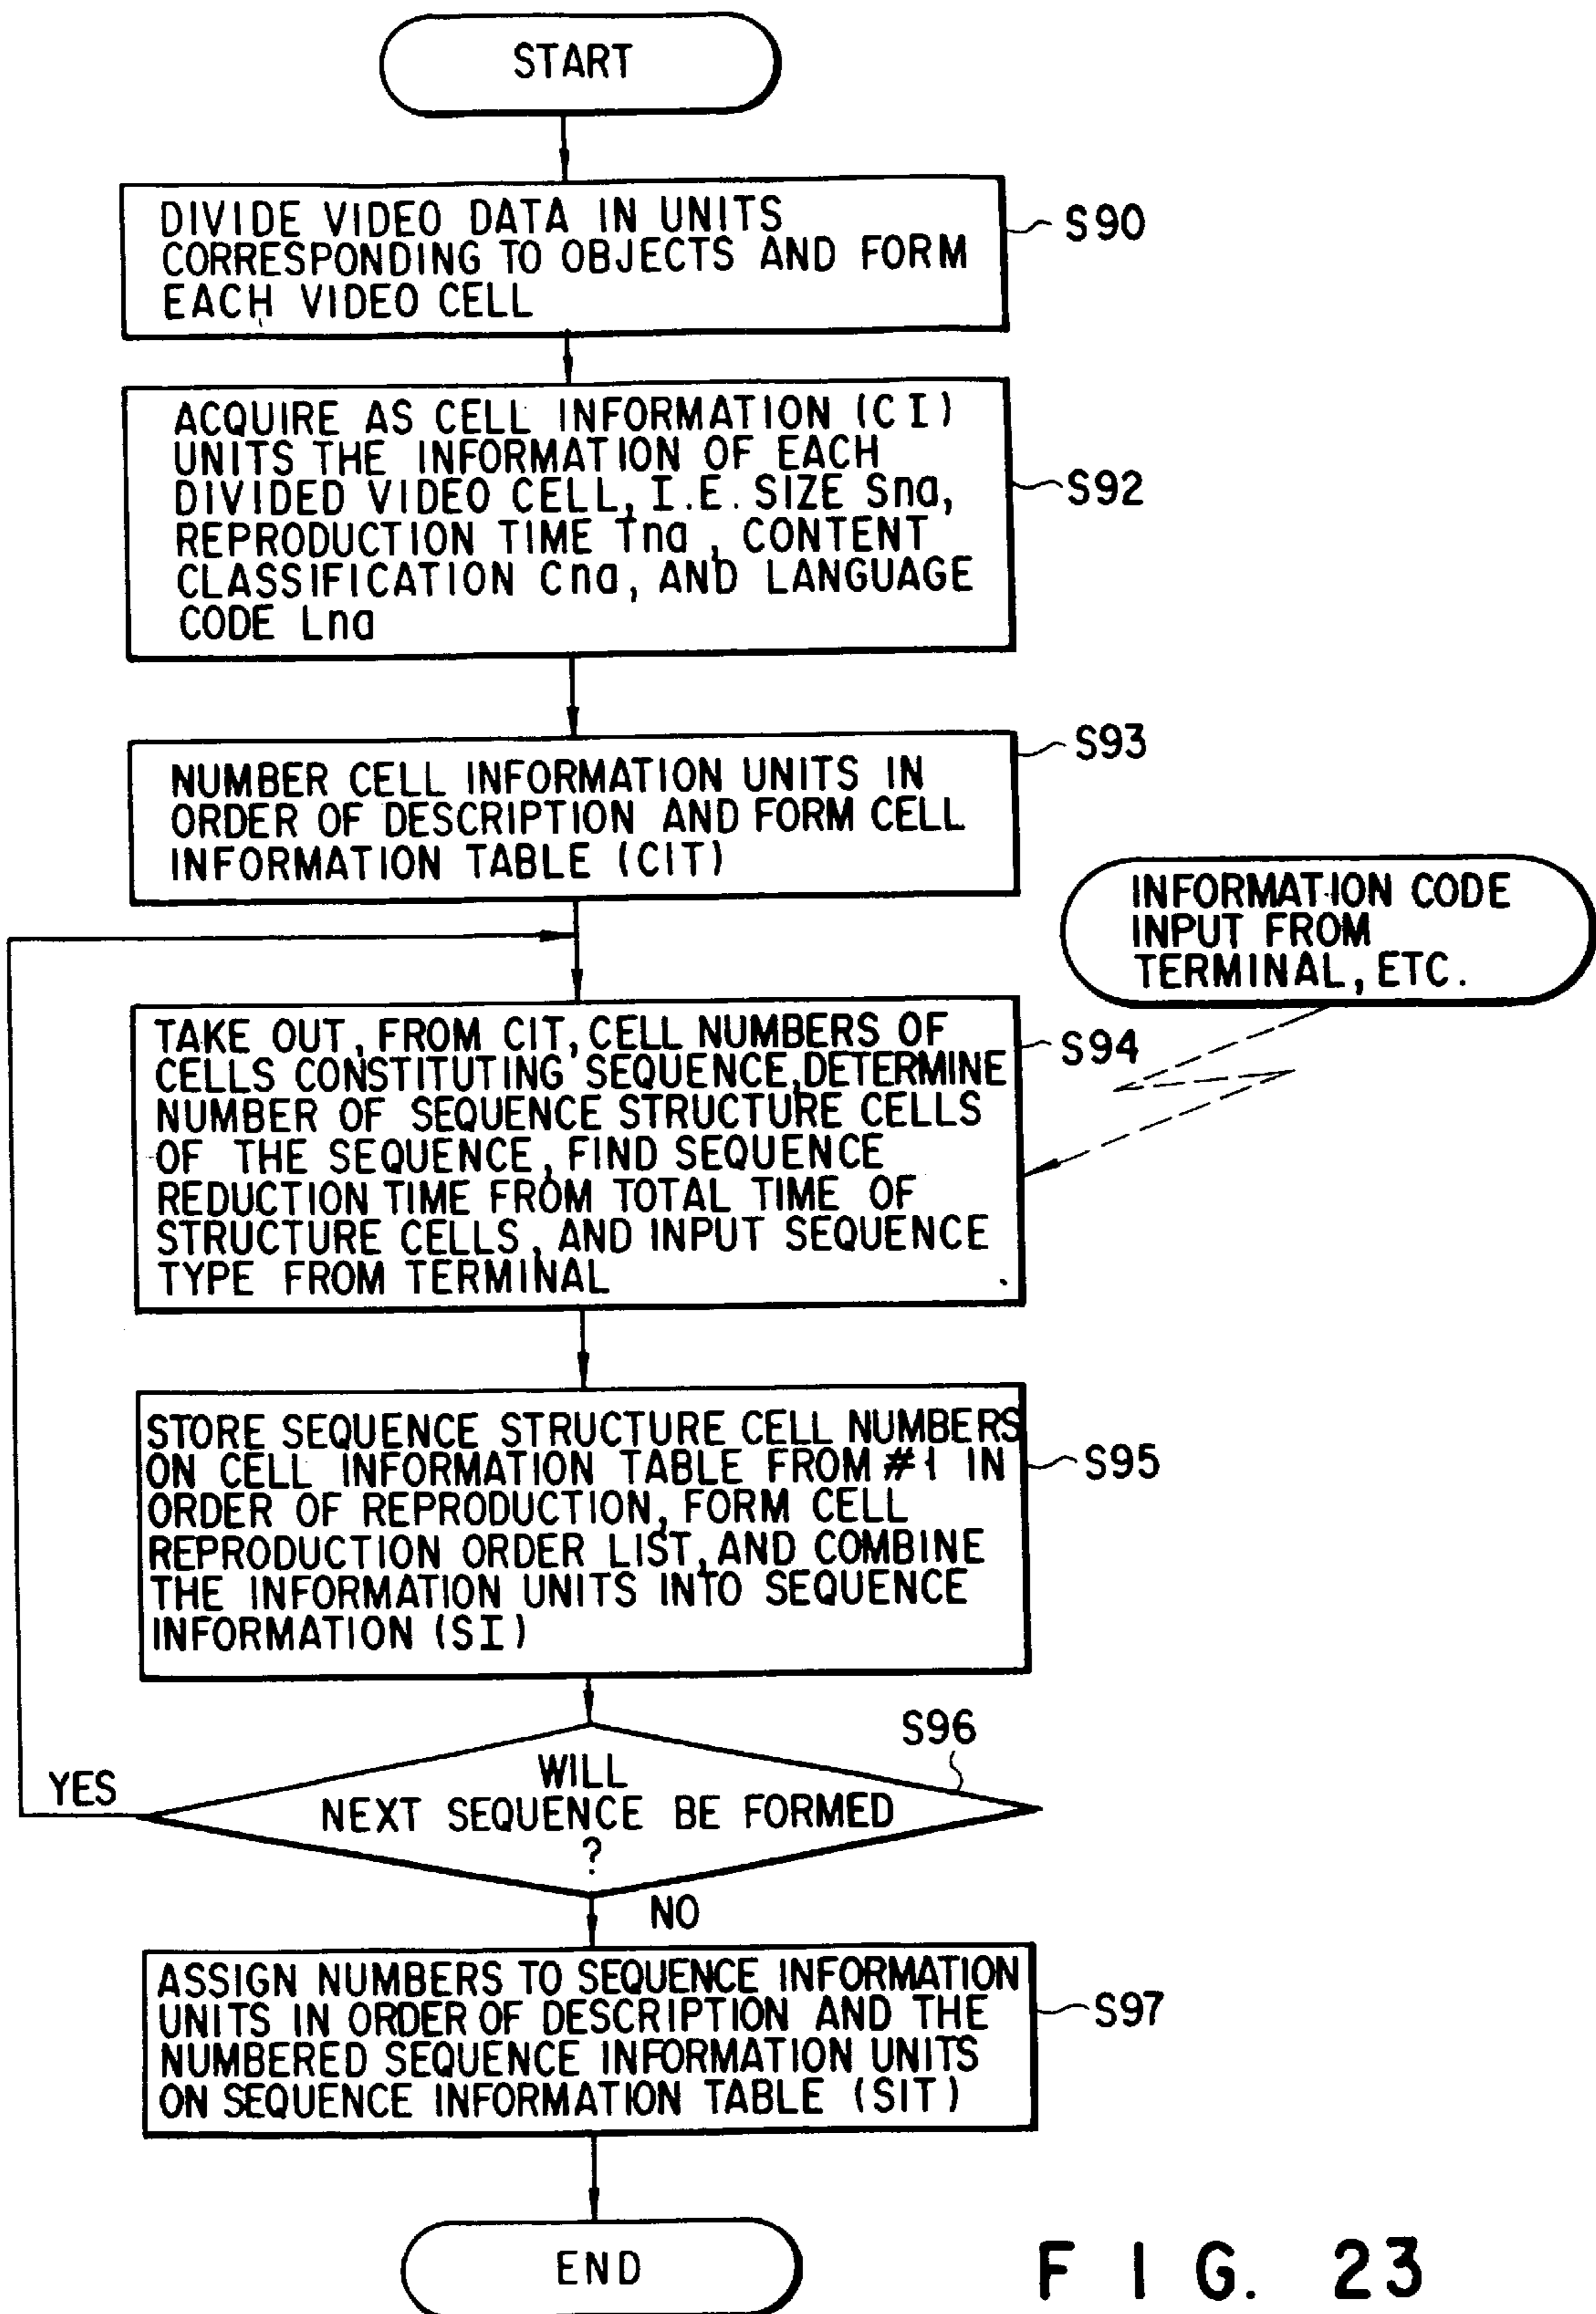 START
DIVIDE VIDEO DATA IN UNITS
CORRESPONDING TO OBJECTS AND FORM
EACH VIDEO CELL
S90
ACQUIRE AS CELL INFORMATION (CI)
UNITS THE INFORMATION OF EACH
DIVIDED VIDEO CELL, I.E. SIZE Sna,
REPRODUCTION TIME Tna, CONTENT
CLASSIFICATION Cna, AND LANGUAGE
CODE Lna
S92
NUMBER CELL INFORMATION UNITS IN
ORDER OF DESCRIPTION AND FORM CELL
INFORMATION TABLE (CIT)
S93
INFORMATION CODE
INPUT FROM
TERMINAL, ETC.
TAKE OUT, FROM CIT, CELL NUMBERS OF
CELLS CONSTITUTING SEQUENCE, DETERMINE
NUMBER OF SEQUENCE STRUCTURE CELLS
OF THE SEQUENCE, FIND SEQUENCE
REDUCTION TIME FROM TOTAL TIME OF
STRUCTURE CELLS, AND INPUT SEQUENCE
TYPE FROM TERMINAL
S94
STORE SEQUENCE STRUCTURE CELL NUMBERS
ON CELL INFORMATION TABLE FROM #1 IN
ORDER OF REPRODUCTION, FORM CELL
REPRODUCTION ORDER LIST, AND COMBINE
THE INFORMATION UNITS INTO SEQUENCE
INFORMATION (SI)
S95
S96
WILL
NEXT SEQUENCE BE FORMED
?
YES
NO
ASSIGN NUMBERS TO SEQUENCE INFORMATION
UNITS IN ORDER OF DESCRIPTION AND THE
NUMBERED SEQUENCE INFORMATION UNITS
ON SEQUENCE INFORMATION TABLE (SIT)
S97
END
FIG. 23